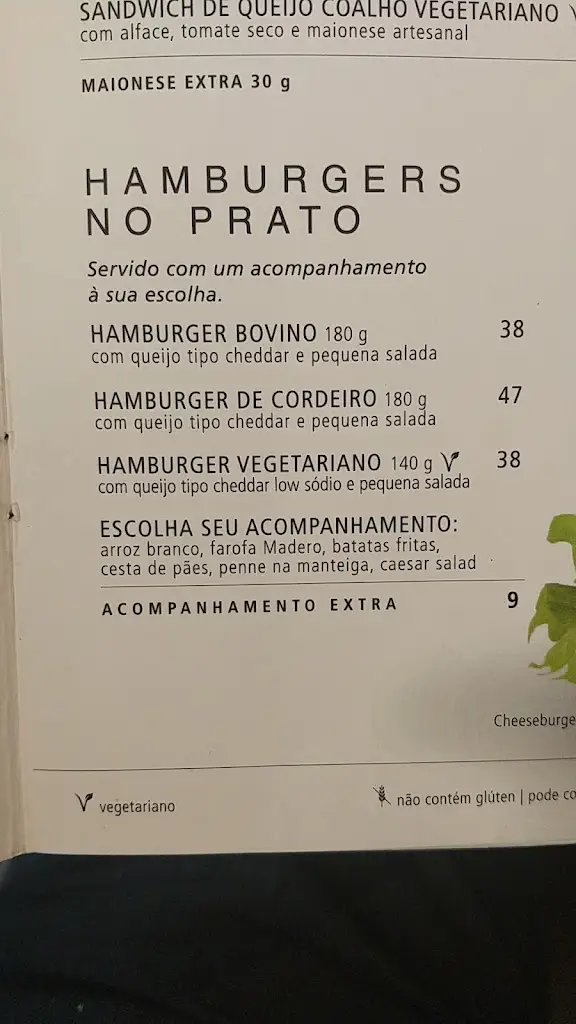 SANDWICH DE QUEIJO COALHO VEGETARIANO
com alface, tomate seco e maionese artesanal
MAIONESE EXTRA 30 g
HAMBURGERS
NO PRATO
Servido com um acompanhamento
à sua escolha.
HAMBURGER BOVINO 180 g 38
com queijo tipo cheddar e pequena salada
HAMBURGER DE CORDEIRO 180 g 47
com queijo tipo cheddar e pequena salada
HAMBURGER VEGETARIANO 140 g 38
com queijo tipo cheddar low sódio e pequena salada
ESCOLHA SEU ACOMPANHAMENTO:
arroz branco, farofa Madero, batatas fritas,
cesta de pães, penne na manteiga, caesar salad
ACOMPANHAMENTO EXTRA 9
Cheeseburge
vegetariano não contém glúten | pode co